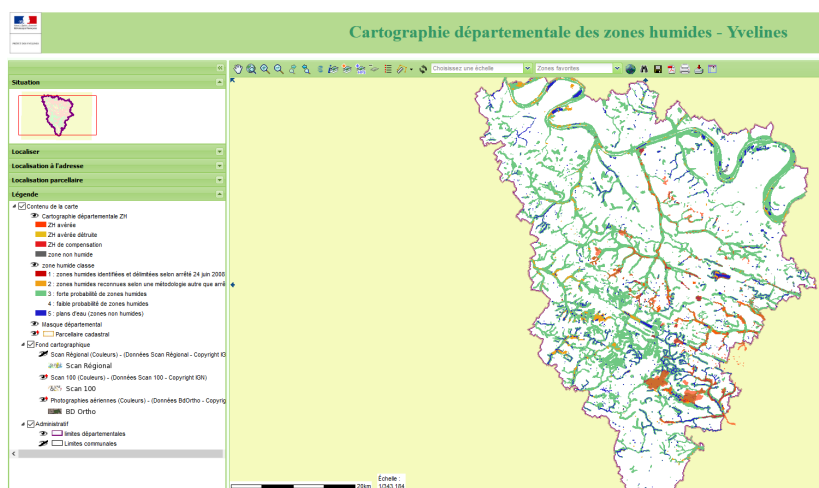 Cartographie départementale des zones humides - Yvelines
Choisissez une échelle
Zones favorites
Situation
Localiser
Localisation à l'adresse
Localisation parcellaire
Légende
Contenu de la carte
Cartographie départementale ZH
ZH avérée
ZH avérée détruite
ZH de compensation
zone non humide
zone humide classe
1 : zones humides identifiées et délimitées selon arrêté 24 juin 2008
2 : zones humides reconnues selon une méthodologie autre que arrê
3 : forte probabilité de zones humides
4 : faible probabilité de zones humides
5 : plans d'eau (zones non humides)
Masque départemental
Parcellaire cadastral
Fond cartographique
Scan Régional (Couleurs) - (Données Scan Régional - Copyright IG
Scan Régional
Scan 100 (Couleurs) - (Données Scan 100 - Copyright IGN)
Scan 100
Photographies aériennes (Couleurs) - (Données BdOrtho - Copyrig
BD Ortho
Administratif
limites départementales
Limites communales
20km
Échelle :
1/343 184